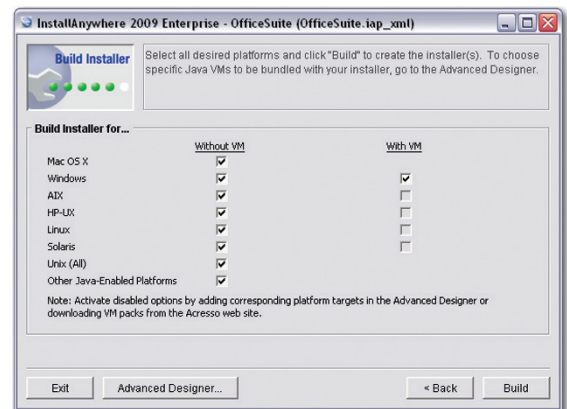 InstallAnywhere 2009 Enterprise - OfficeSuite (OfficeSuite.iap_xml)
Build Installer
Select all desired platforms and click "Build" to create the installer(s). To choose
specific Java VMs to be bundled with your installer, go to the Advanced Designer.
Build Installer for...
Without VM With VM
Mac OS X
Windows
AIX
HP-UX
Linux
Solaris
Unix (All)
Other Java-Enabled Platforms
Note: Activate disabled options by adding corresponding platform targets in the Advanced Designer or
downloading VM packs from the Acresso web site.
Exit Advanced Designer... < Back Build